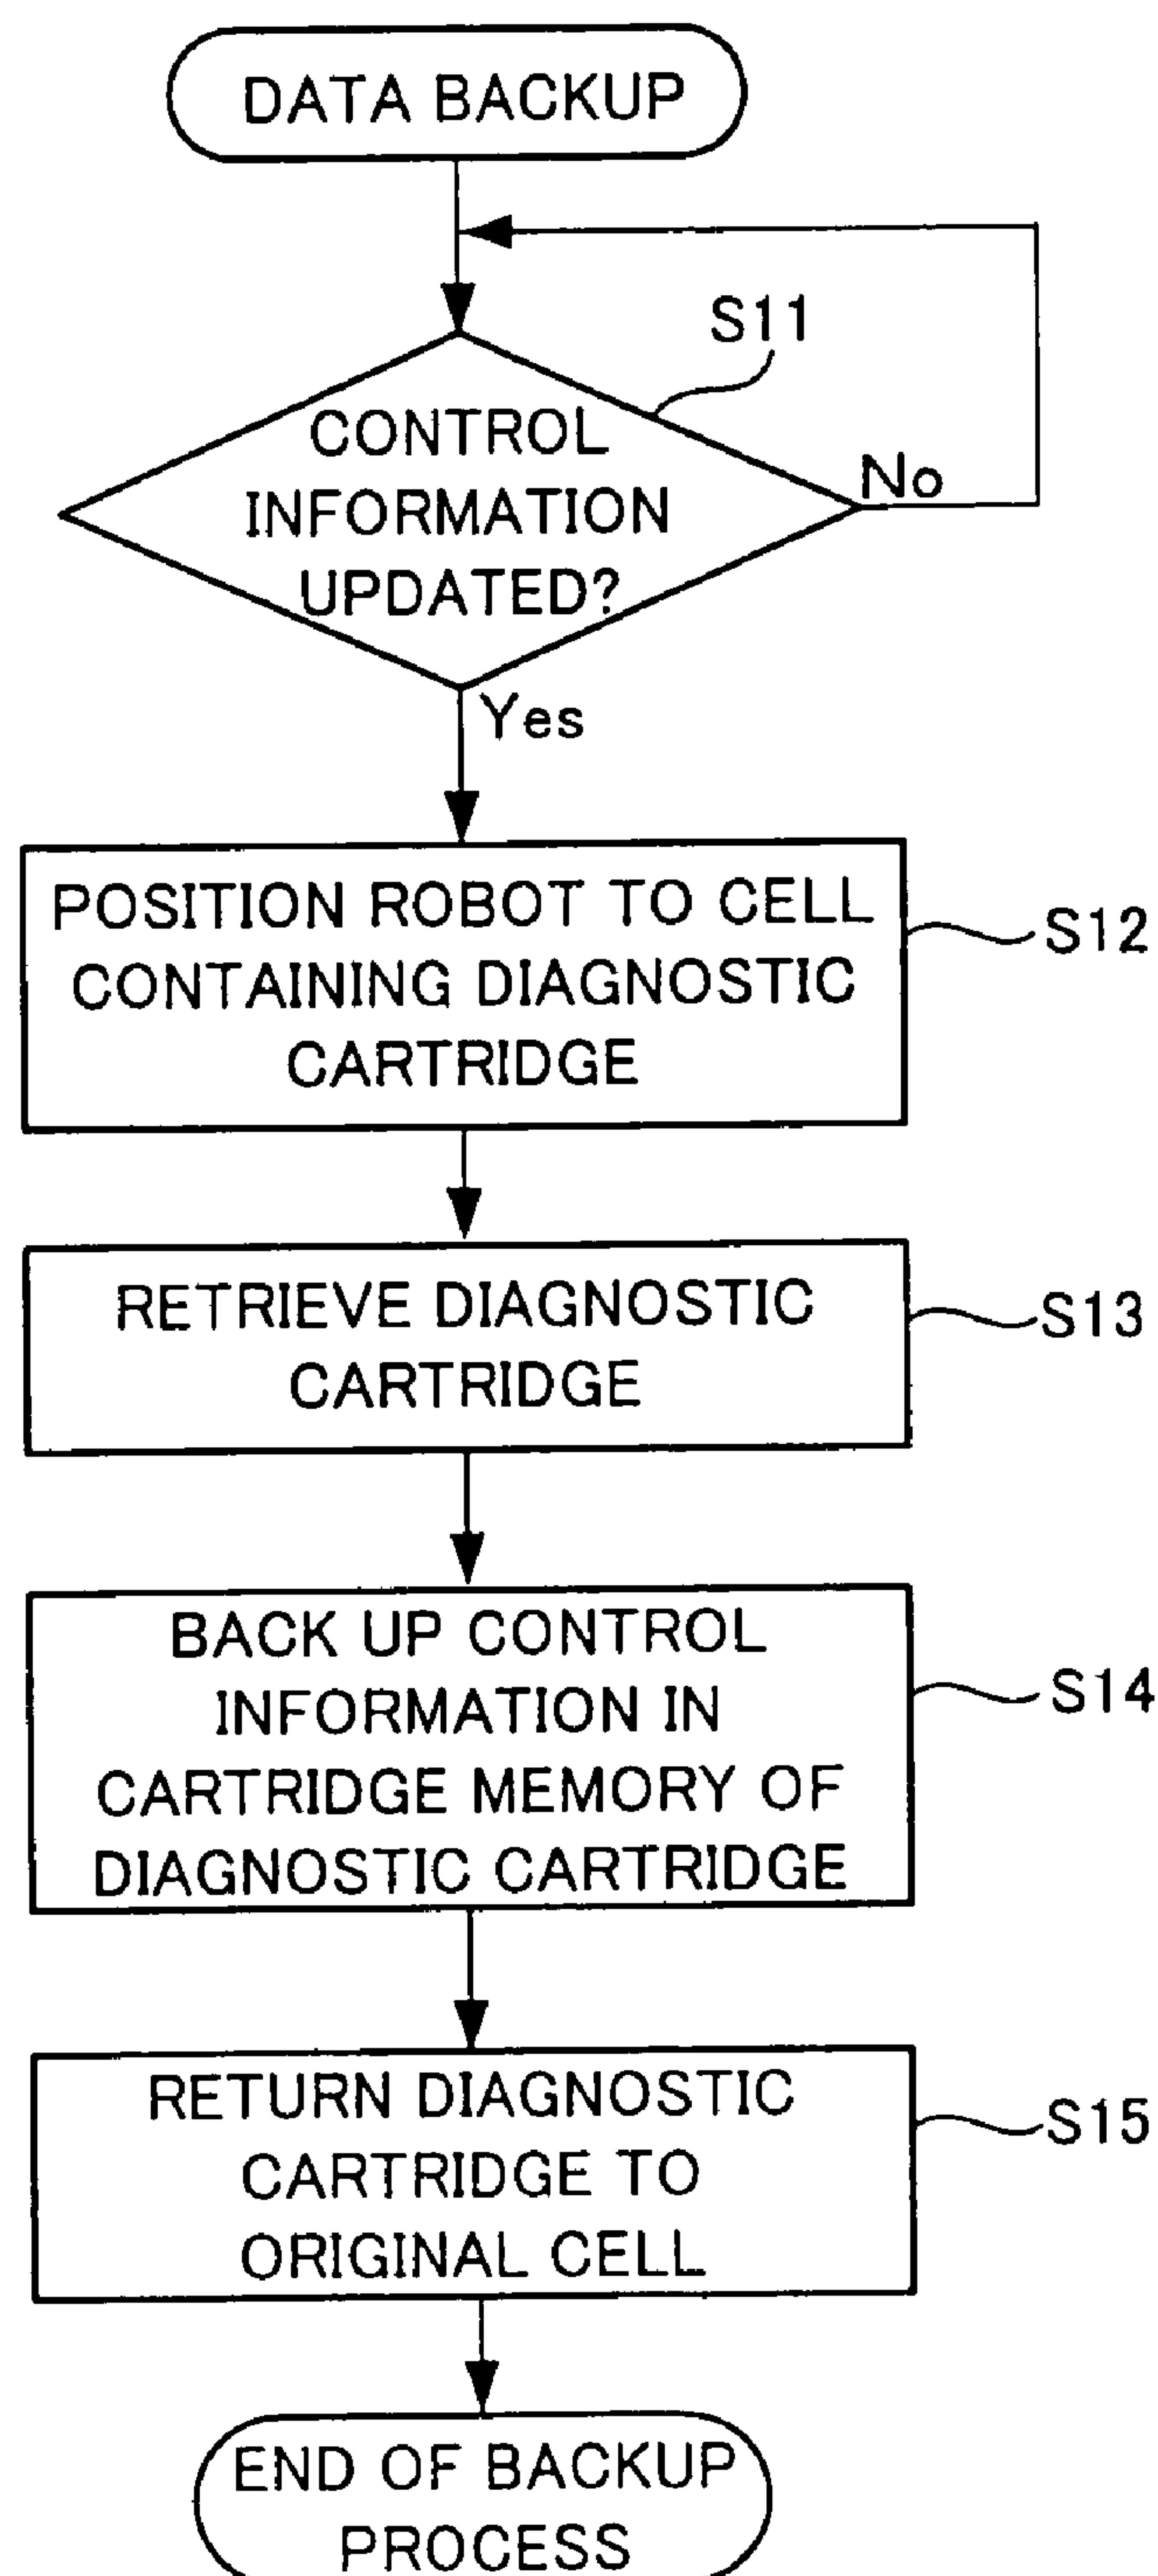 DATA BACKUP
S11
CONTROL
INFORMATION
UPDATED?
No
Yes
POSITION ROBOT TO CELL
CONTAINING DIAGNOSTIC
CARTRIDGE
S12
RETRIEVE DIAGNOSTIC
CARTRIDGE
S13
BACK UP CONTROL
INFORMATION IN
CARTRIDGE MEMORY OF
DIAGNOSTIC CARTRIDGE
S14
RETURN DIAGNOSTIC
CARTRIDGE TO
ORIGINAL CELL
S15
END OF BACKUP
PROCESS